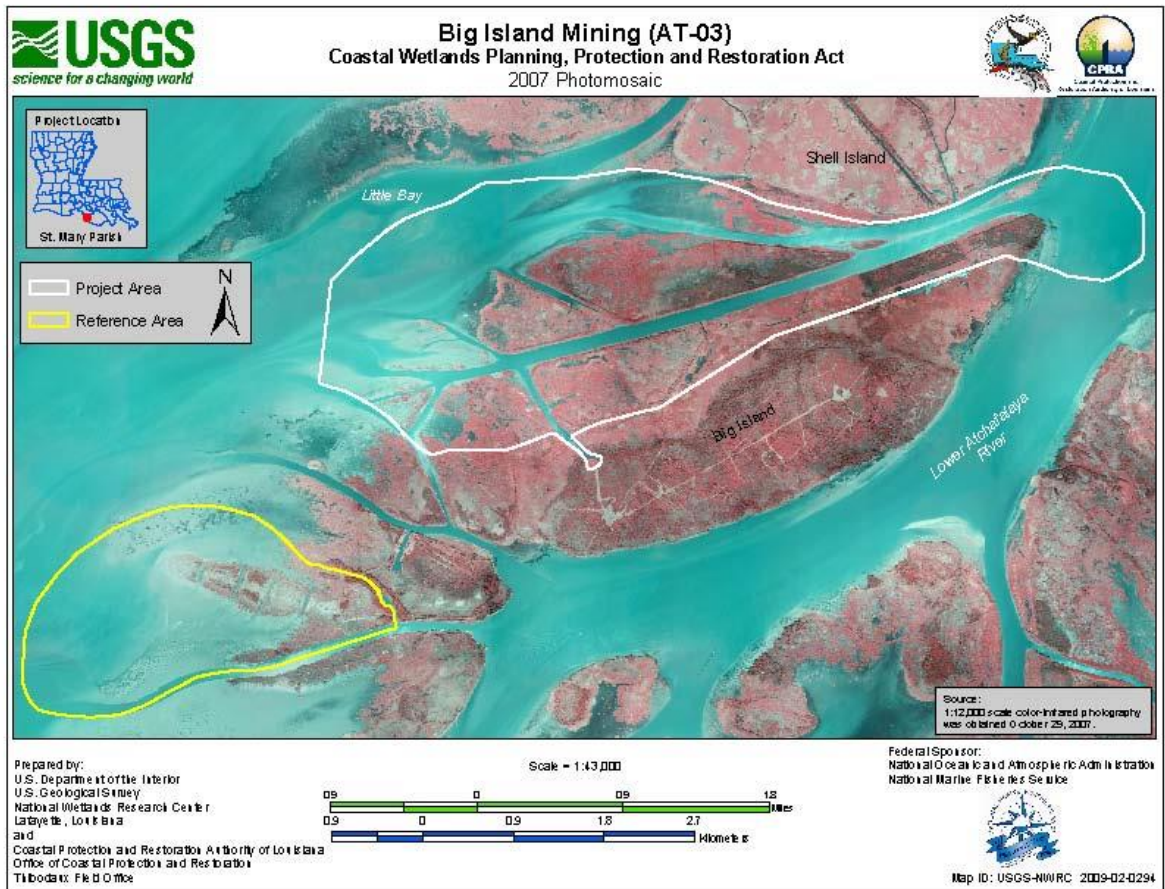 USGS
science for a changing world
Big Island Mining (AT-03)
Coastal Wetlands Planning, Protection and Restoration Act
2007 Photomosaic
CPRA
Project Location
St. Mary Parish
Project Area
Reference Area
N
Little Bay
Shell Island
Big Island
Lower Atchafalaya
River
Source:
1:12,000 scale color-infrared photography
was obtained October 29, 2007.
Prepared by:
U.S. Department of the Interior
U.S. Geological Survey
National Wetlands Research Center
Lafayette, Louisiana
and
Coastal Protection and Restoration Authority of Louisiana
Office of Coastal Protection and Restoration
Thibodaux Field Office
Scale = 1:43,000
0.9 0 0.9 1.8
Miles
0.9 0 0.9 1.8 2.7
Kilometers
Federal Sponsor:
National Oceanic and Atmospheric Administration
National Marine Fisheries Service
Map ID: USGS-NWRC 2009-02-0294